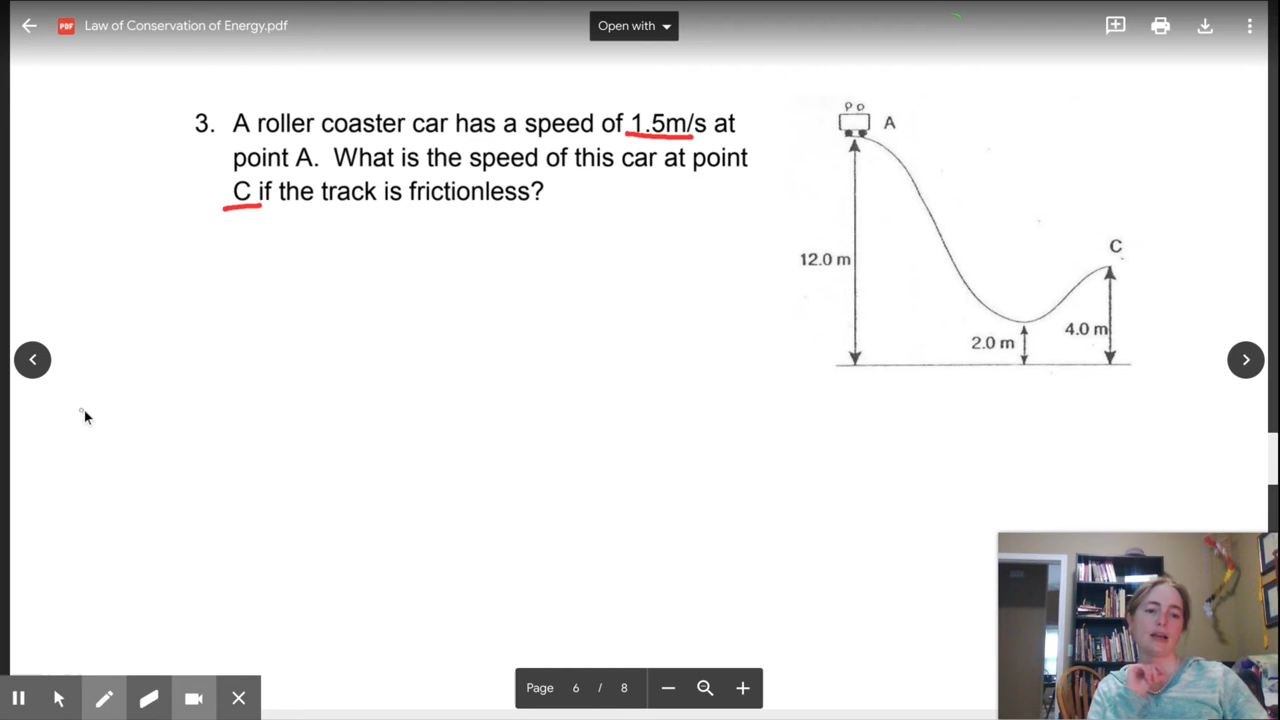 Law of Conservation of Energy.pdf
PDF
Open with
3. A roller coaster car has a speed of 1.5m/s at
point A. What is the speed of this car at point
C if the track is frictionless?
A
12.0 m
C
2.0 m
4.0 m
Page 6 / 8